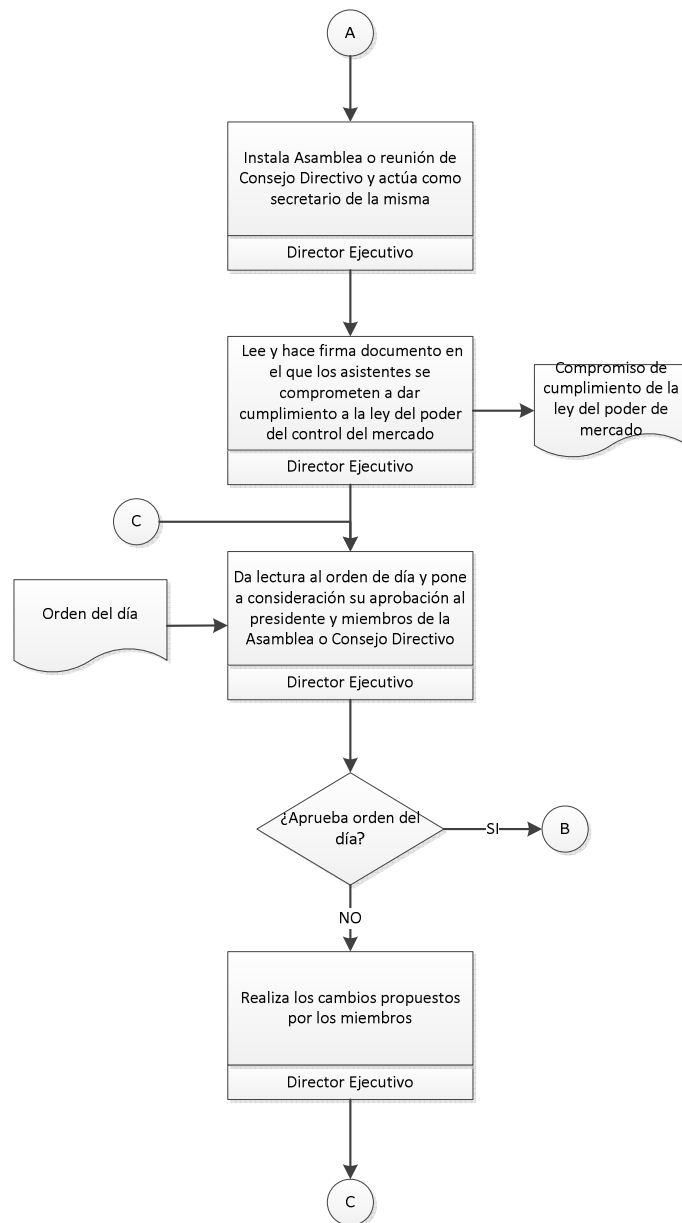 A
Instala Asamblea o reunión de
Consejo Directivo y actúa como
secretario de la misma
Director Ejecutivo
Lee y hace firma documento en
el que los asistentes se
comprometen a dar
cumplimiento a la ley del poder
del control del mercado
Director Ejecutivo
Compromiso de
cumplimiento de la
ley del poder de
mercado
C
Orden del día
Da lectura al orden de día y pone
a consideración su aprobación al
presidente y miembros de la
Asamblea o Consejo Directivo
Director Ejecutivo
¿Aprueba orden del
día?
SI
B
NO
Realiza los cambios propuestos
por los miembros
Director Ejecutivo
C